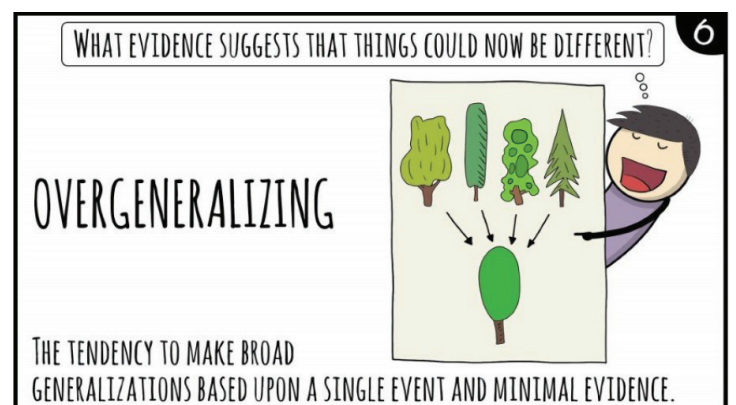 WHAT EVIDENCE SUGGESTS THAT THINGS COULD NOW BE DIFFERENT?
6
OVERGENERALIZING
THE TENDENCY TO MAKE BROAD
GENERALIZATIONS BASED UPON A SINGLE EVENT AND MINIMAL EVIDENCE.